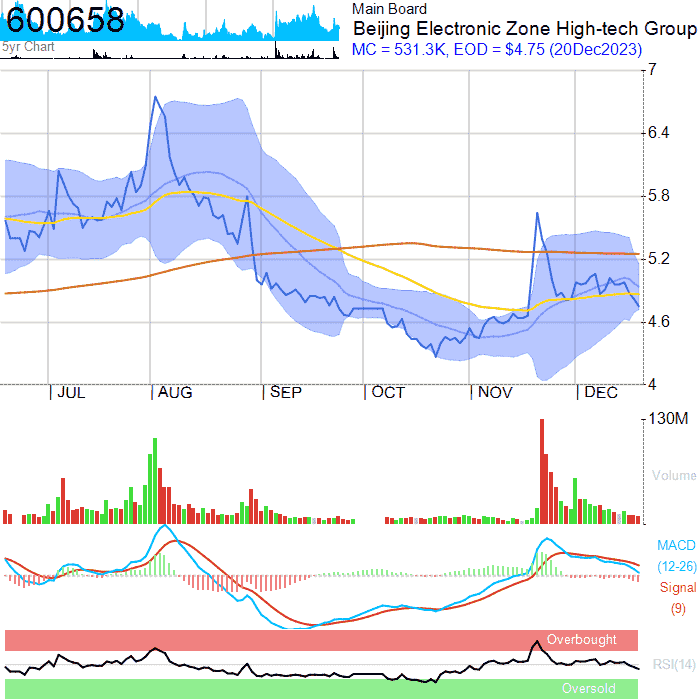 600658
5yr Chart
Main Board
Beijing Electronic Zone High-tech Group
MC = 531.3K, EOD = $4.75 (20Dec2023)
7
6.4
5.8
5.2
4.6
4
JUL AUG SEP OCT NOV DEC
130M
Volume
MACD
(12-26)
Signal
(9)
Overbought
RSI(14)
Oversold